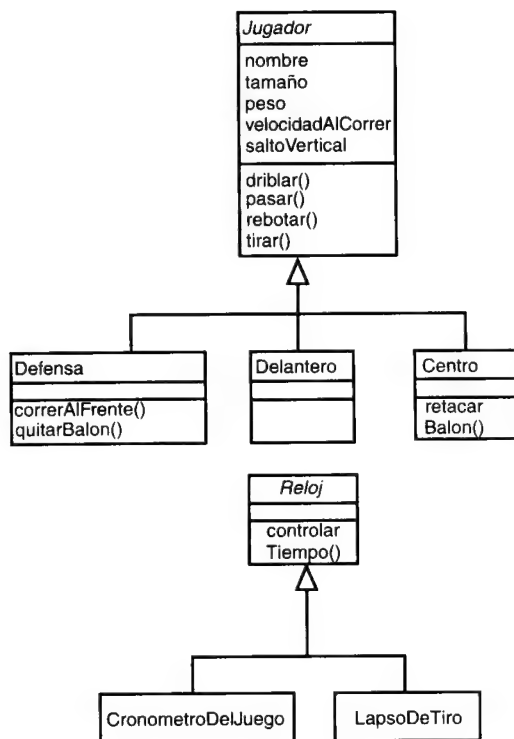 Jugador
nombre
tamaño
peso
velocidadAlCorrer
saltoVertical
driblar()
pasar()
rebotar()
tirar()
Defensa
correrAlFrente()
quitarBalon()
Delantero
Centro
retacar
Balon()
Reloj
controlar
Tiempo()
CronometroDelJuego
LapsoDeTiro